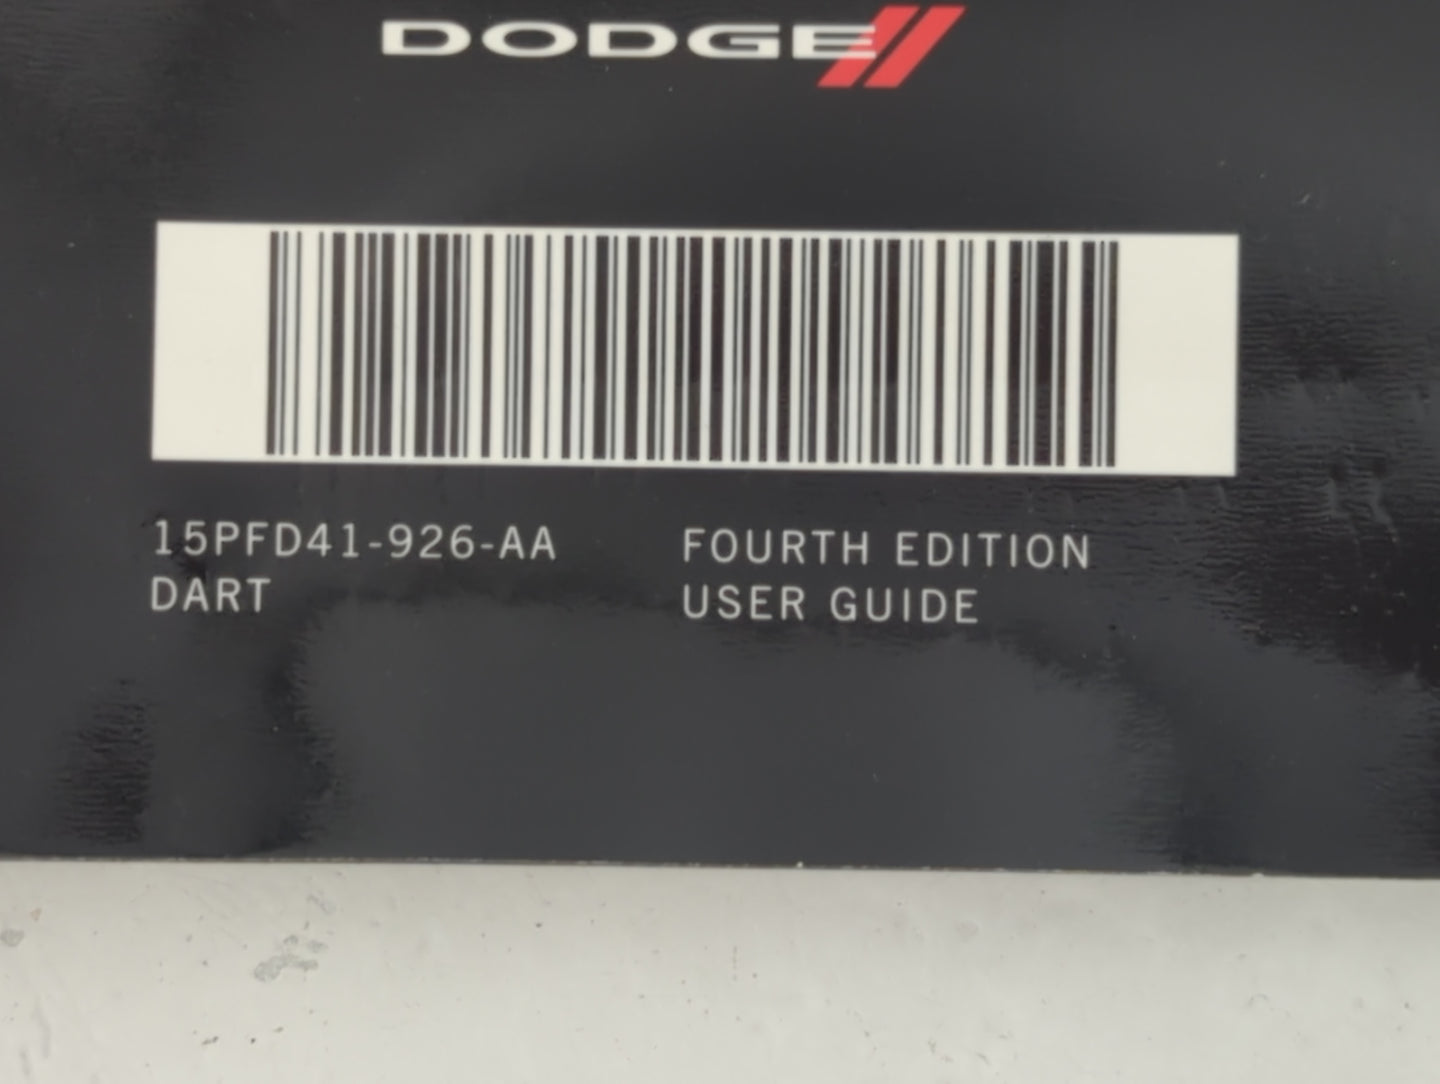 DODGE
15PFD41-926-AA
DART
FOURTH EDITION
USER GUIDE